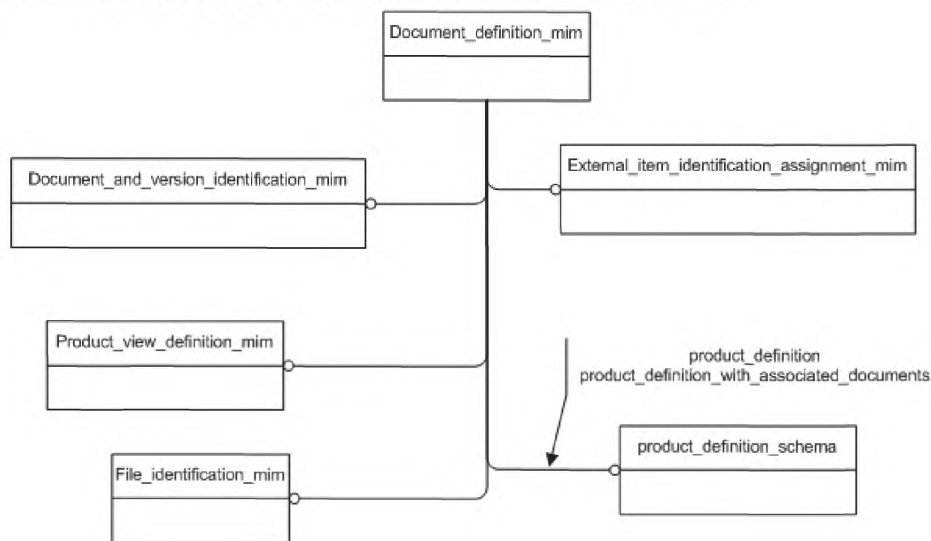 Document_definition_mim
Document_and_version_identification_mim
External_item_identification_assignment_mim
Product_view_definition_mim
product_definition
product_definition_with_associated_documents
product_definition_schema
File_identification_mim